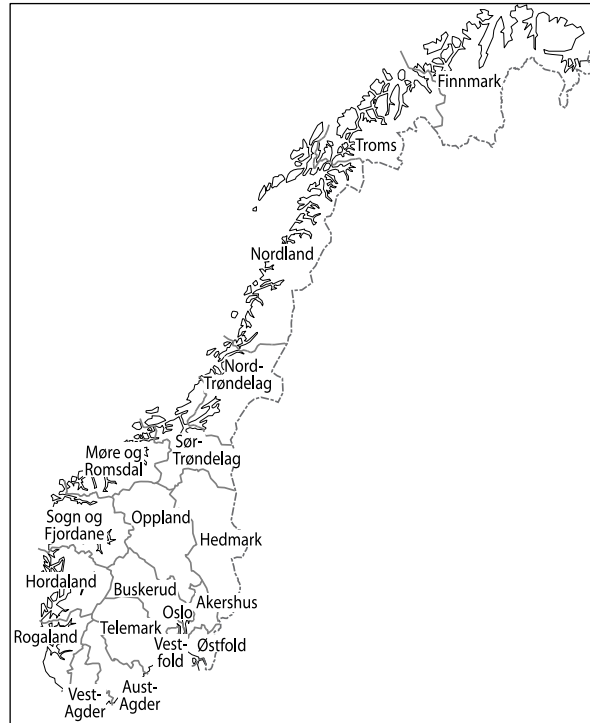 Finnmark
Troms
Nordland
Nord-
Trøndelag
Sør-
Trøndelag
Møre og
Romsdal
Oppland
Sogn og
Fjordane
Hedmark
Hordaland
Buskerud
Akershus
Oslo
Rogaland
Telemark
Vest-
fold
Østfold
Vest-
Agder
Aust-
Agder